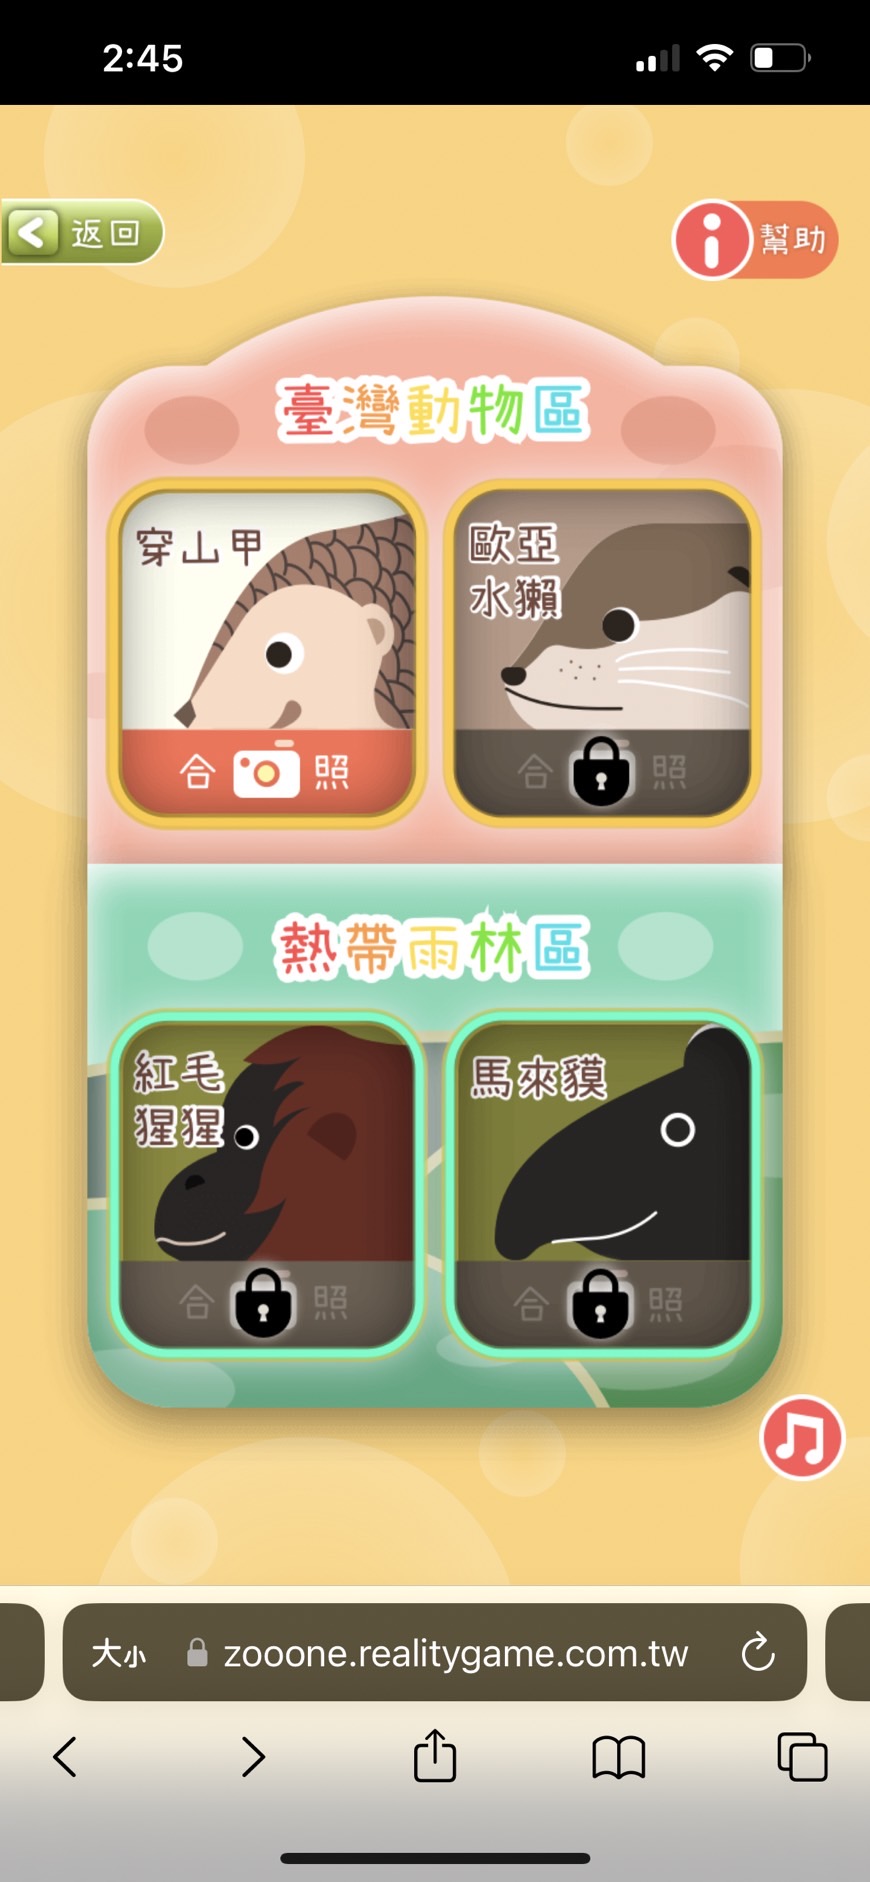 2:45
返回
幫助
臺灣動物區
穿山甲
合照
歐亞
水獺
合照
熱帶雨林區
紅毛
猩猩
合照
馬來貘
合照
大小 zooone.realitygame.com.tw